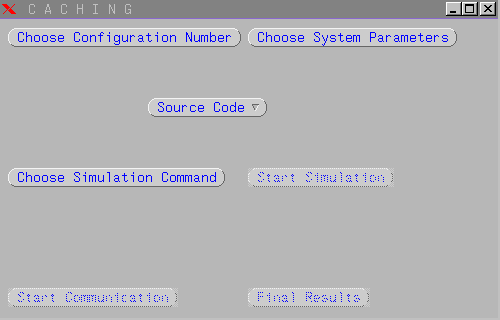 CACHING
Choose Configuration Number
Choose System Parameters
Source Code
Choose Simulation Command
Start Simulation
Start Communication
Final Results